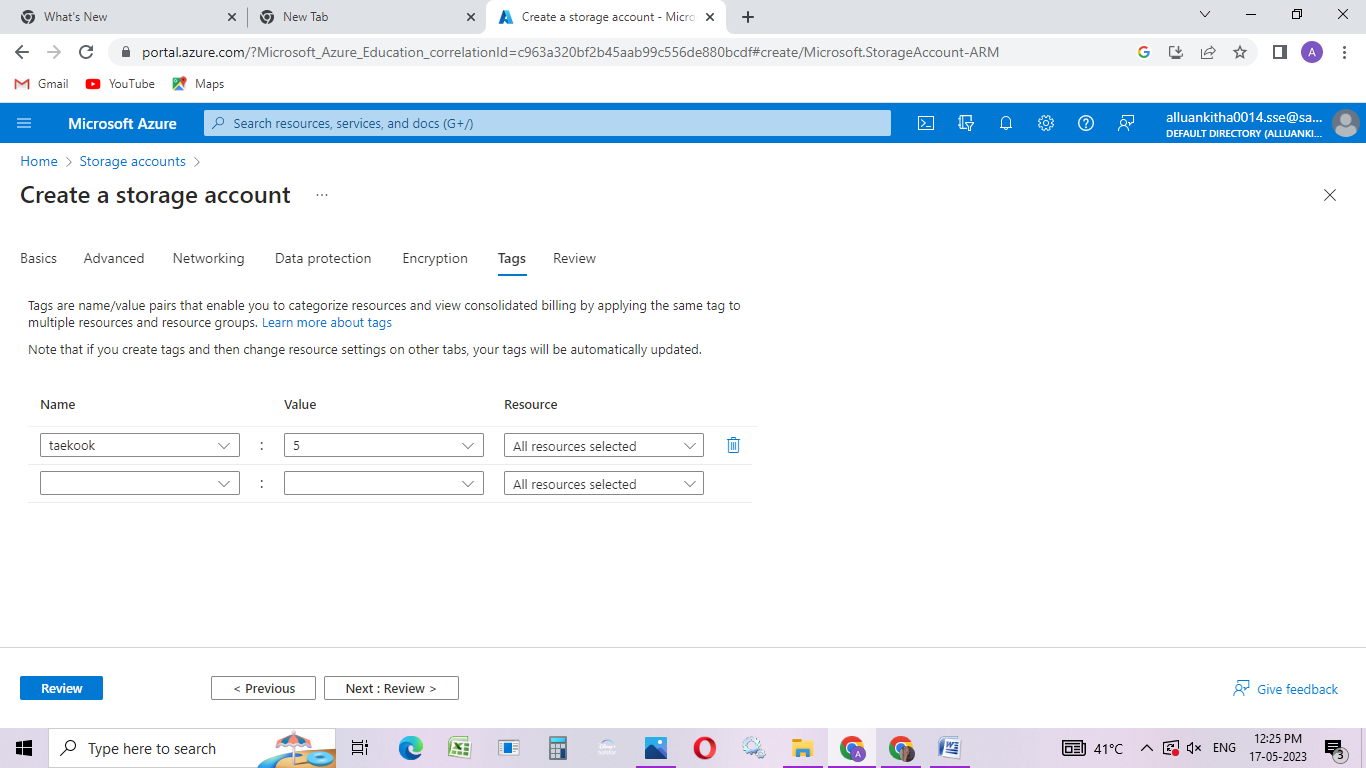 What's New
New Tab
Create a storage account - Micro
portal.azure.com/?Microsoft_Azure_Education_correlationId=c963a320bf2b45aab99c556de880bcdf#create/Microsoft.StorageAccount-ARM
A
Gmail
YouTube
Maps
Microsoft Azure
Search resources, services, and docs (G+/)
alluankitha0014.sse@sa...
DEFAULT DIRECTORY (ALLUANKI...
Home > Storage accounts >
Create a storage account ...
Basics Advanced Networking Data protection Encryption Tags Review
Tags are name/value pairs that enable you to categorize resources and view consolidated billing by applying the same tag to
multiple resources and resource groups. Learn more about tags
Note that if you create tags and then change resource settings on other tabs, your tags will be automatically updated.
Name Value Resource
taekook : 5 All resources selected
: All resources selected
Review < Previous Next : Review > Give feedback
Type here to search
41°C
ENG
12:25 PM
17-05-2023
3